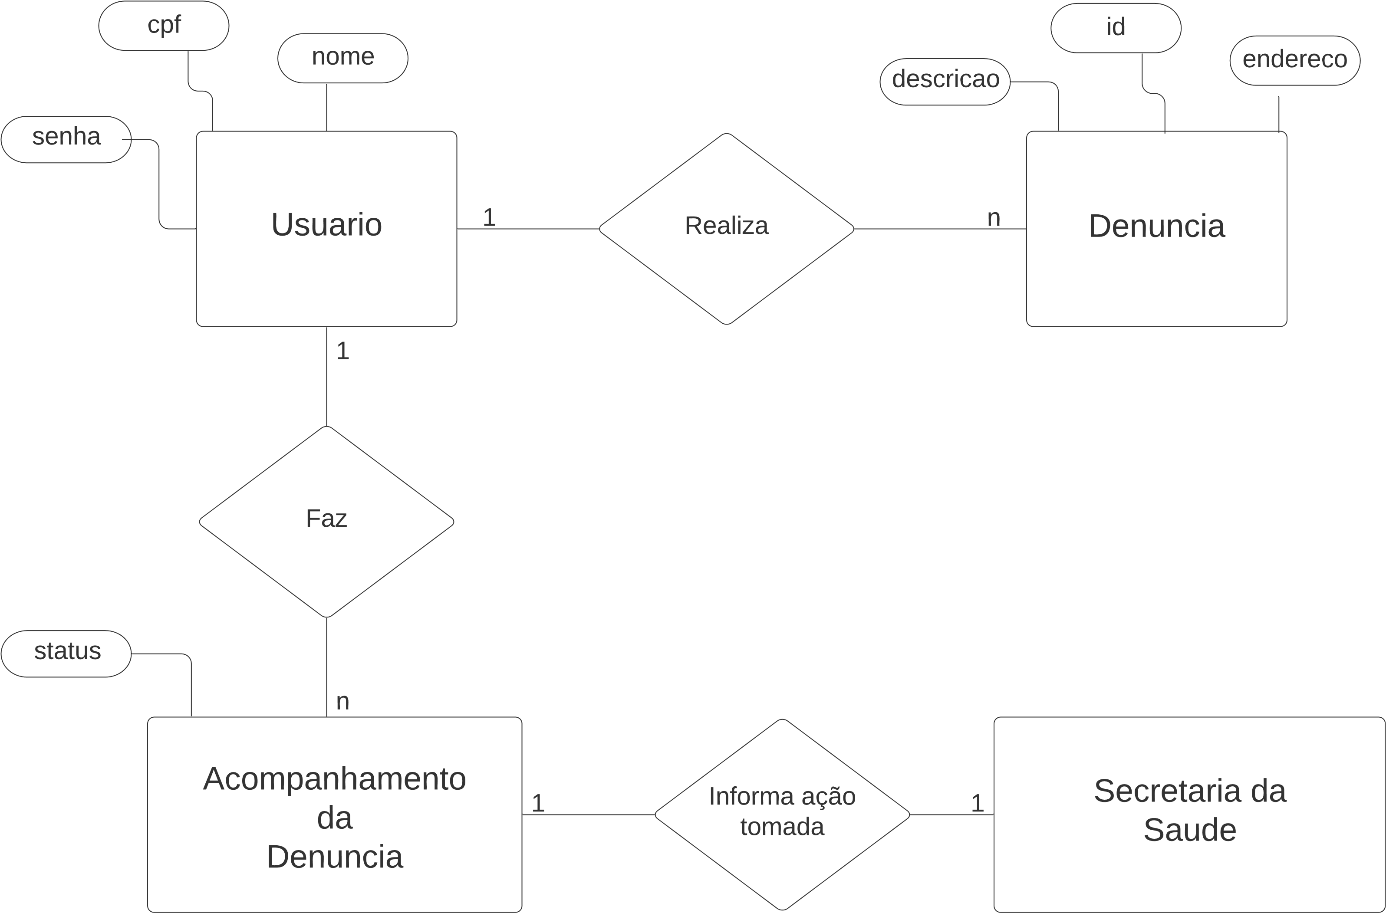 cpf
nome
id
endereco
descricao
senha
Usuario
1
Realiza
n
Denuncia
1
Faz
status
n
Acompanhamento
da
Denuncia
1
Informa ação
tomada
1
Secretaria da
Saude